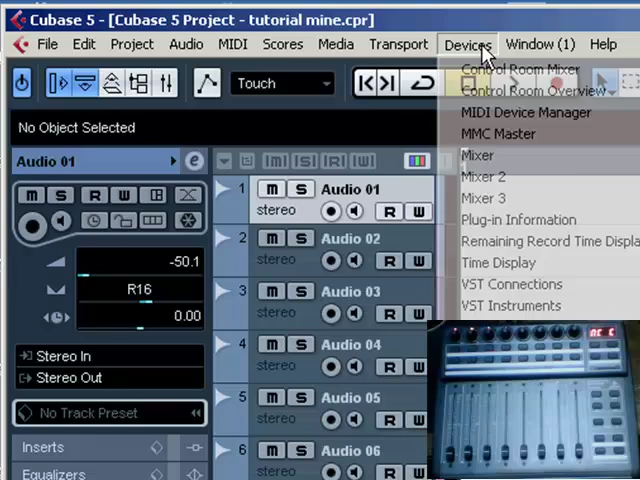 Cubase 5 - [Cubase 5 Project - tutorial mine.cpr]
File Edit Project Audio MIDI Scores Media Transport Devices Window (1) Help
Touch
No Object Selected
Control Room Mixer
Control Room Overview
MIDI Device Manager
MMC Master
Mixer
Mixer 2
Mixer 3
Plug-in Information
Remaining Record Time Displa
Time Display
VST Connections
VST Instruments
Audio 01 e
m S R W
-50.1
R16
0.00
Stereo In
Stereo Out
No Track Preset
Inserts
Equalizers
M S R W
1 m S Audio 01
stereo R W
2 m S Audio 02
stereo R W
3 m S Audio 03
stereo R W
4 m S Audio 04
stereo R W
5 m S Audio 05
stereo R W
6 m S Audio 06
stereo R W